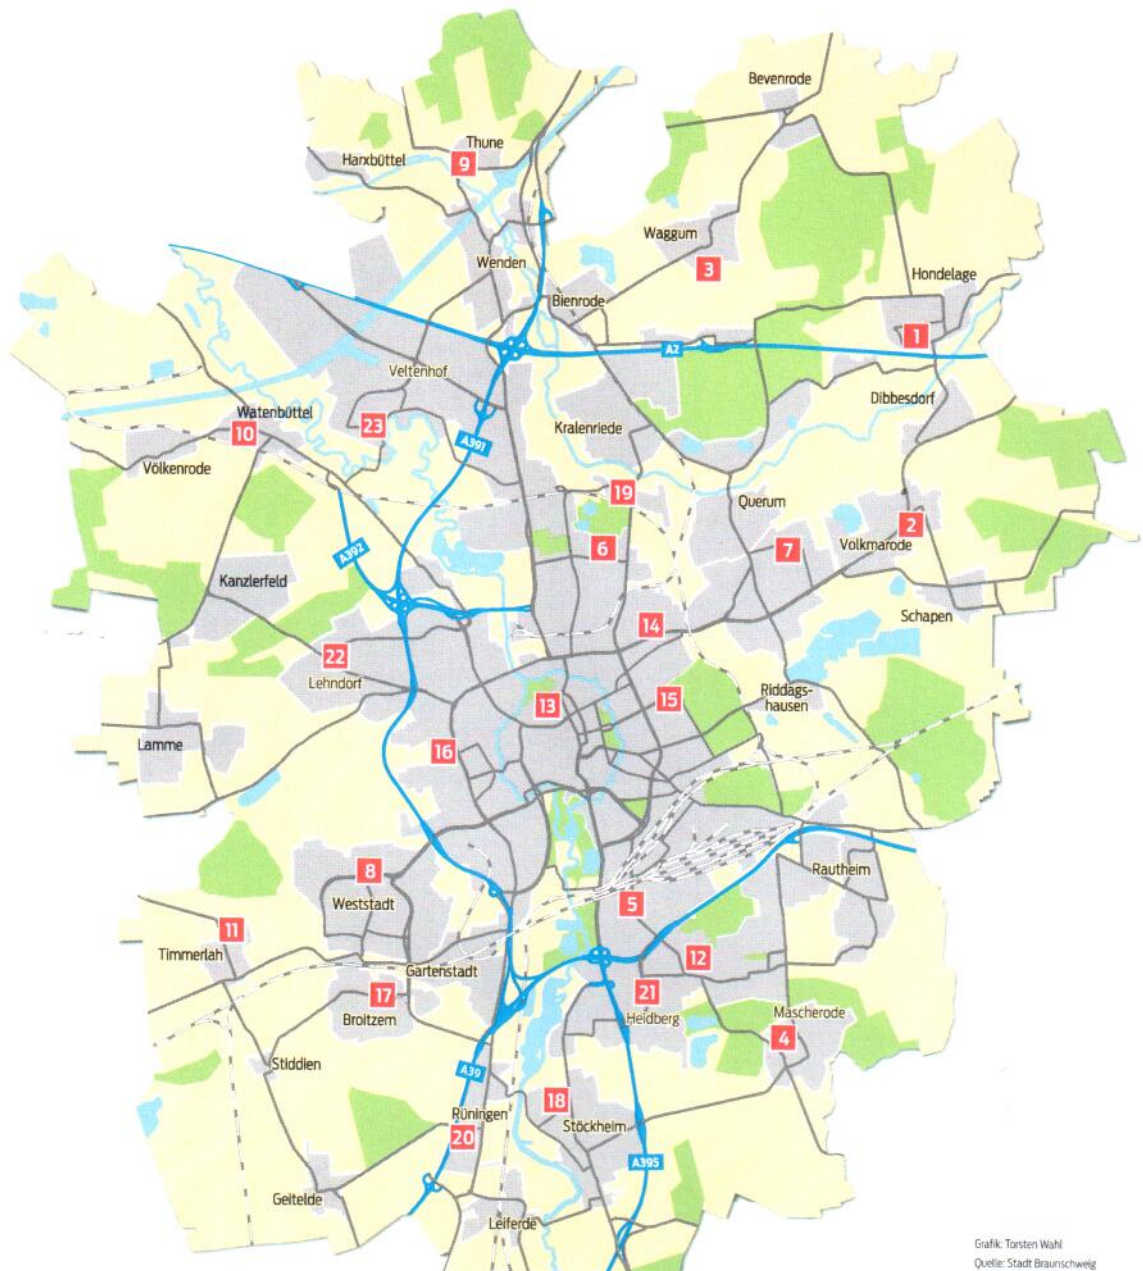 Bevenrode
Thune
9
Harxbüttel
Waggum
3
Wenden
Hondelage
Bienrode
1
A2
Veltenhof
Dibbesdorf
Watenbüttel
10
23
Kralenriede
A391
Völkenrode
19
Querum
2
6
7
Volkmarode
A392
Kanzlerfeld
Schapen
14
22
Lehndorf
13
15
Riddags-
hausen
Lamme
16
8
Rautheim
Weststadt
5
11
Timmerlah
12
Gartenstadt
17
21
Broitzem
Heidberg
Mascherode
4
Stiddien
A39
18
Rüningen
Stöckheim
20
A395
Geitelde
Leiferde
Grafik: Torsten Wahl
Quelle: Stadt Braunschweig